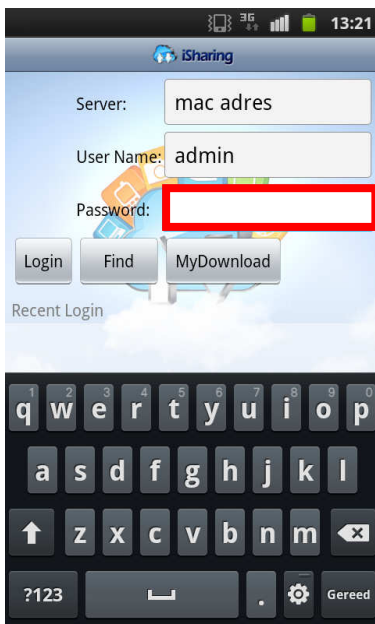 3G 13:21
iSharing
Server: mac adres
User Name: admin
Password:
Login Find MyDownload
Recent Login
1 2 3 4 5 6 7 8 9 0
q w e r t y u i o p
a s d f g h j k l
z x c v b n m
?123 . Gereed